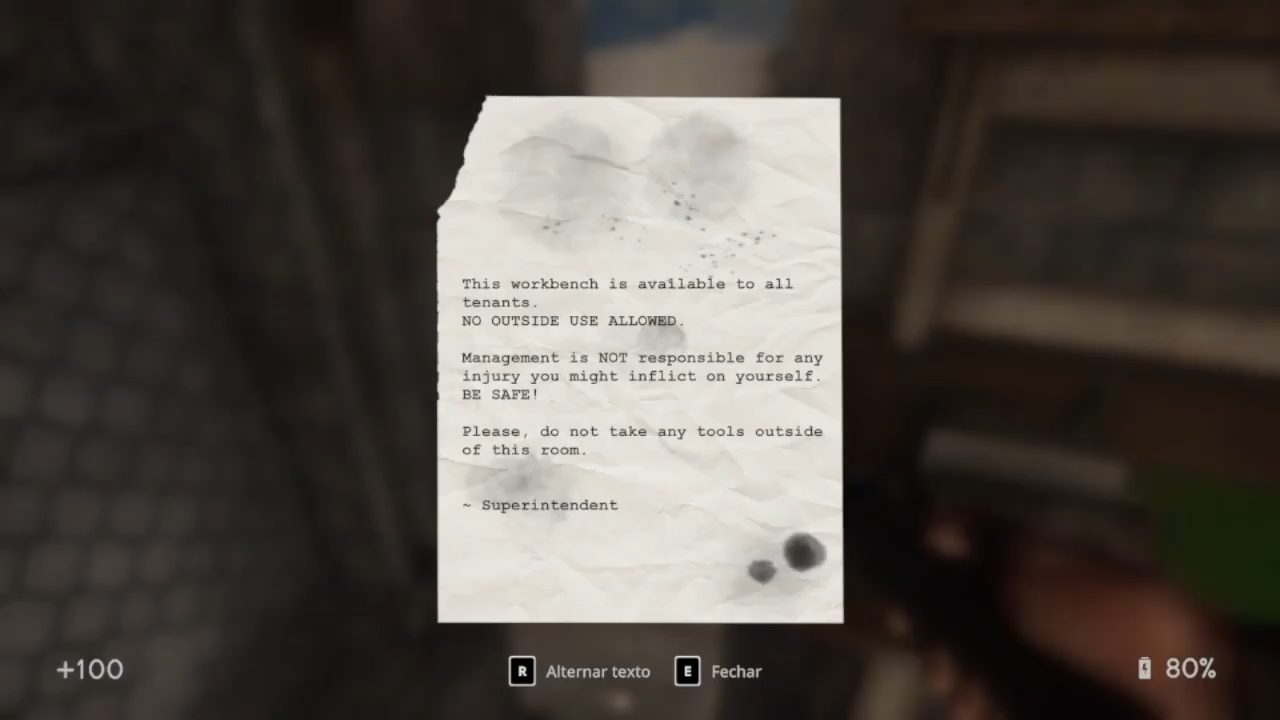 This workbench is available to all
tenants.
NO OUTSIDE USE ALLOWED.
Management is NOT responsible for any
injury you might inflict on yourself.
BE SAFE!
Please, do not take any tools outside
of this room.
~ Superintendent
+100
R Alternar texto E Fechar
80%